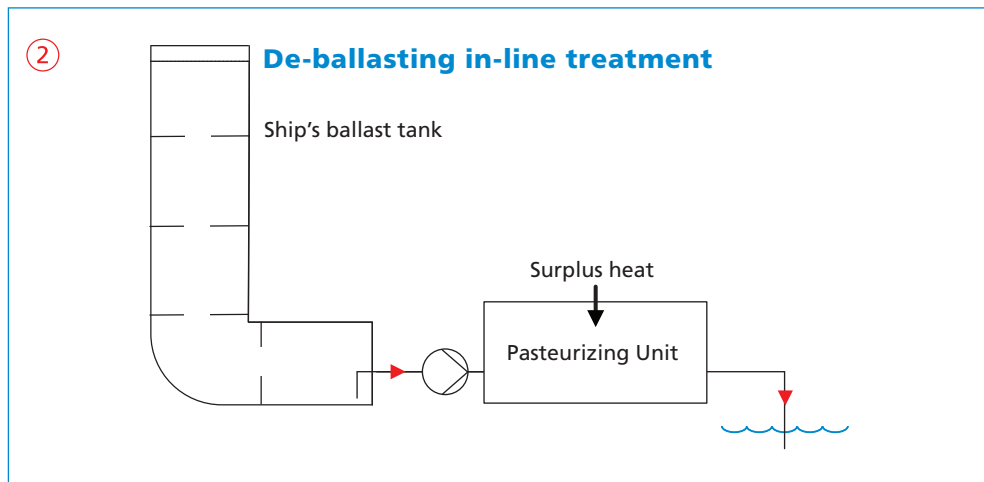 2
De-ballasting in-line treatment
Ship's ballast tank
Surplus heat
Pasteurizing Unit